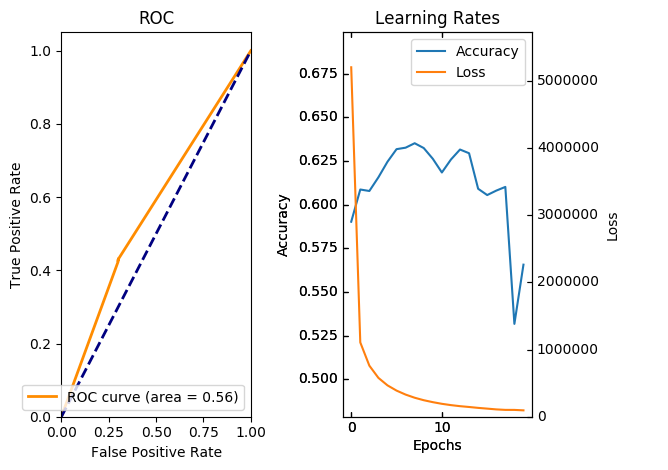 ROC
True Positive Rate
1.0
0.8
0.6
0.4
0.2
0.0
ROC curve (area = 0.56)
0.00 0.25 0.50 0.75 1.00
False Positive Rate
Learning Rates
Accuracy
Loss
Accuracy
0.675
0.650
0.625
0.600
0.575
0.550
0.525
0.500
5000000
4000000
3000000
2000000
1000000
0
Loss
0 10
Epochs